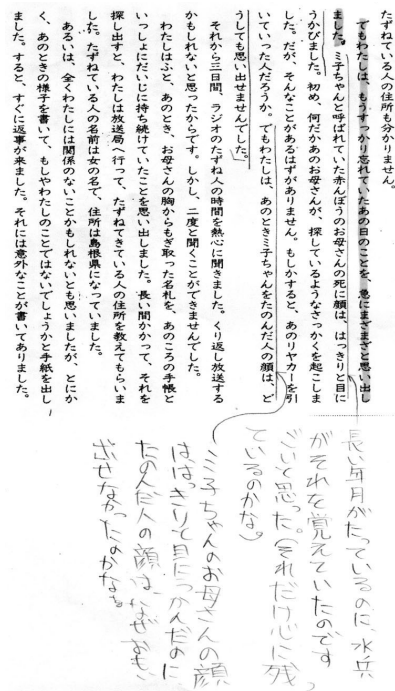 たずねている人の住所も分かりません。
でもわたしは、もうすっかり忘れていたあの日のことを、急にまざまざと思い出し
ました。ミ子ちゃんと呼ばれていた赤んぼうのお母さんの死に顔は、はっきりと目に
うかびました。初め、何だかあのお母さんが、探しているようなさっかくを起こしま
した。だが、そんなことがあるはずがありません。もしかすると、あのリヤカーを引
いていった人だろうか。でもわたしは、あのときミ子ちゃんをたのんだ人の顔は、ど
うしても思い出せませんでした。
それから三日間、ラジオのたずね人の時間を熱心に聞きました。くり返し放送する
かもしれないと思ったからです。しかし、二度と聞くことができませんでした。
わたしはふと、あのとき、お母さんの胸からもぎ取った名札を、あのころの手帳と
いっしょにだいじに持ち続けていたことを思い出しました。長い間かかって、それを
探し出すと、わたしは放送局へ行って、たずねてきている人の住所を教えてもらいま
した。たずねている人の名前は女の名で、住所は島根県になっていました。
あるいは、全くわたしには関係のないことかもしれないとも思いましたが、とにか
く、あのときの様子を書いて、もしやわたしのことではないでしょうかと手紙を出し
ました。すると、すぐに返事が来ました。それには意外なことが書いてありました。
長い年月がたっているのに、水兵
がそれを覚えていたのです
ごいと思った。(それだけ心に残っ
ているのかな。)
ミ子ちゃんのお母さんの顔
ははっきりと目にうかんだのに、
たのんだ人の顔は、なぜおもい
出せなかったのかな。